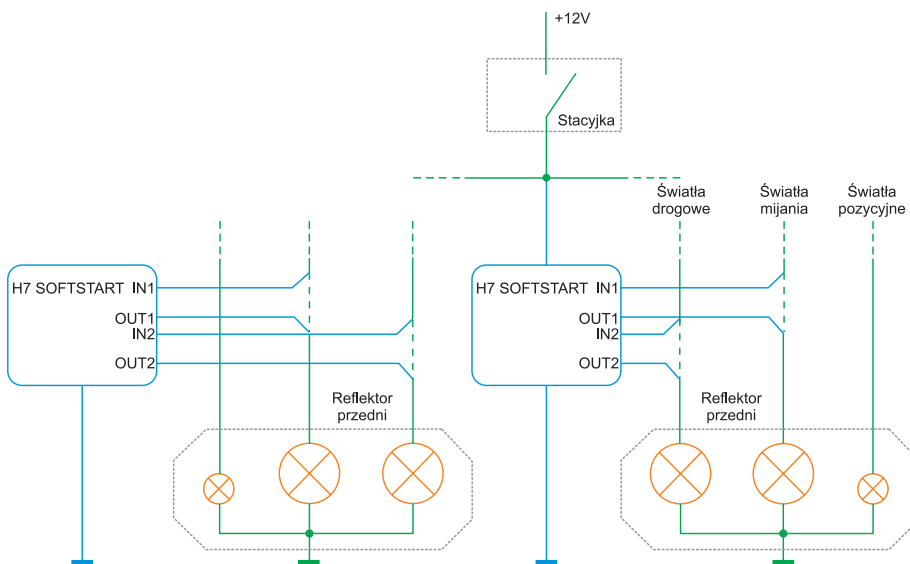 +12V
Stacyjka
Światła
drogowe
Światła
mijania
Światła
pozycyjne
H7 SOFTSTART IN1
OUT1
IN2
OUT2
Reflektor
przedni
H7 SOFTSTART IN1
OUT1
IN2
OUT2
Reflektor
przedni